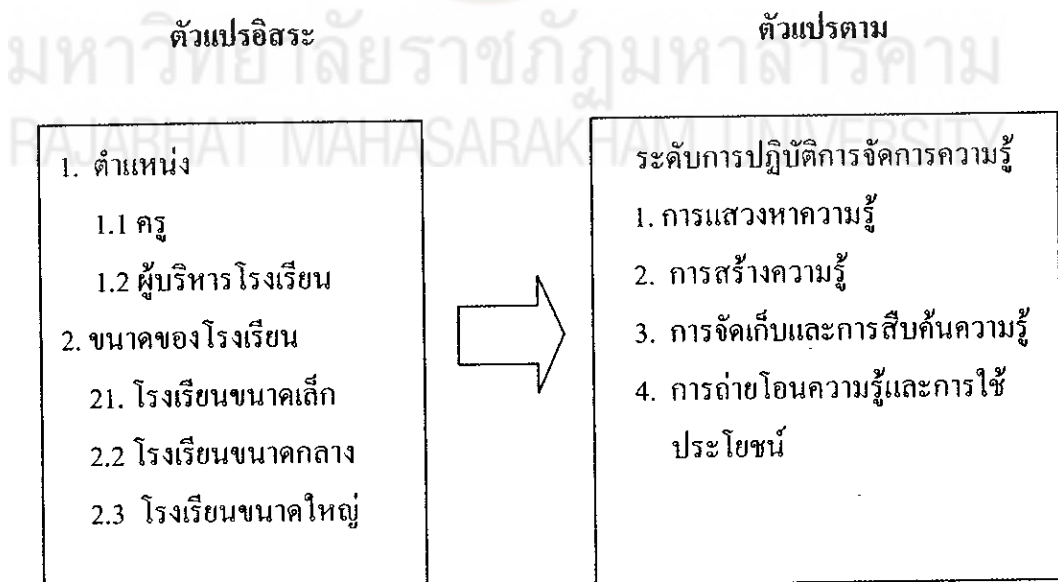 ตัวแปรอิสระ
ตัวแปรตาม
มหาวิทยาลัยราชภัฏมหาสารคาม
RAJABHAT MAHASARAKHAM UNIVERSITY
1. ตำแหน่ง
1.1 ครู
1.2 ผู้บริหารโรงเรียน
2. ขนาดของโรงเรียน
21. โรงเรียนขนาดเล็ก
2.2 โรงเรียนขนาดกลาง
2.3 โรงเรียนขนาดใหญ่
ระดับการปฏิบัติการจัดการความรู้
1. การแสวงหาความรู้
2. การสร้างความรู้
3. การจัดเก็บและการสืบค้นความรู้
4. การถ่ายโอนความรู้และการใช้
ประโยชน์